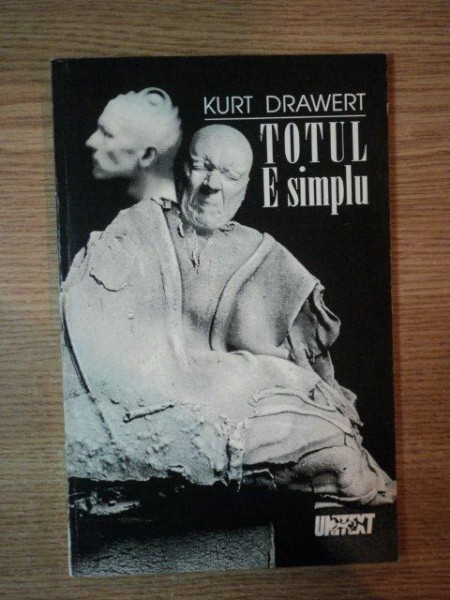 KURT DRAWERT
TOTUL
E simplu
UNITEXT